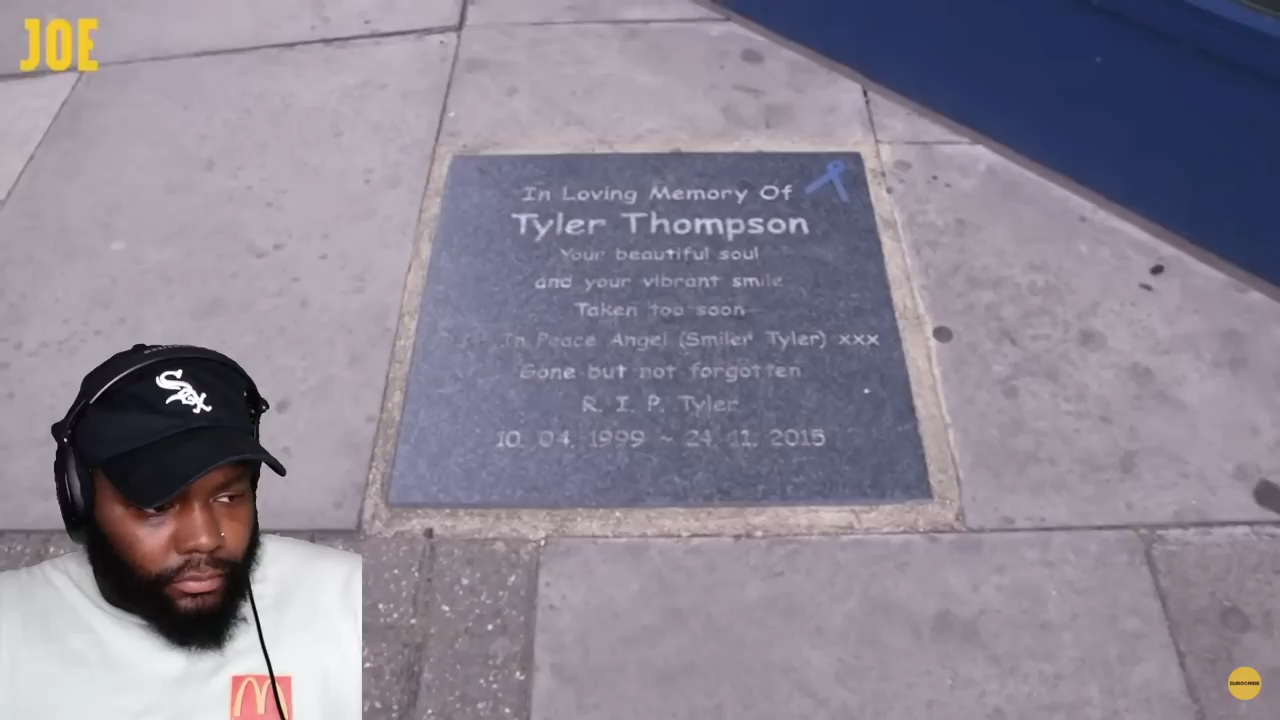 JOE
In Loving Memory Of
Tyler Thompson
Your beautiful soul
and your vibrant smile
Taken too soon
In Peace Angel (Smiler Tyler) xxx
Gone but not forgotten
R. I. P. Tyler
10. 04. 1999 ~ 24. 11. 2015
SUBSCRIBE